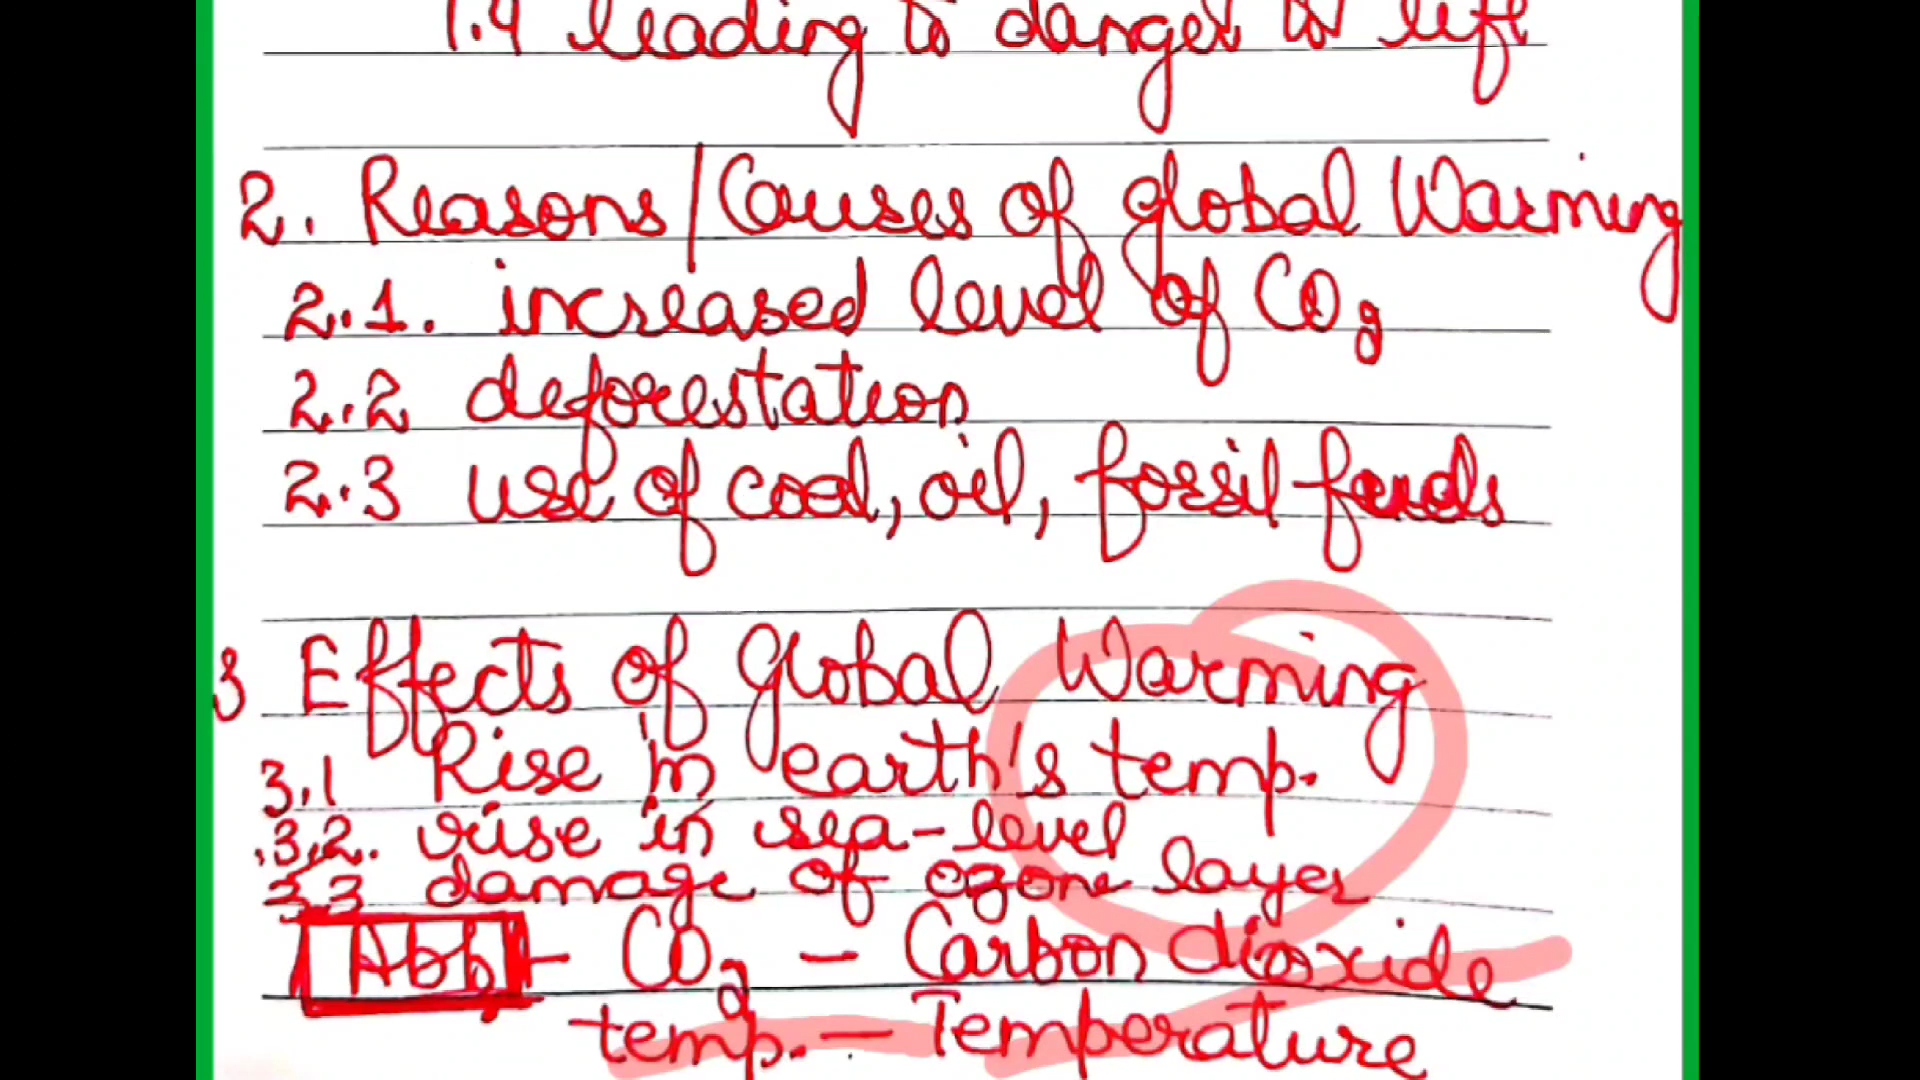 1.4 leading to danger to life
2. Reasons/Causes of global Warming
2.1. increased level of CO2
2.2 deforestation
2.3 use of coal, oil, fossil fuels
3 Effects of Global Warming
3.1 Rise in earth's temp.
3.2. rise in sea-level
3.3 damage of ozone layer
Abb - CO2 - Carbon dioxide
temp. - Temperature